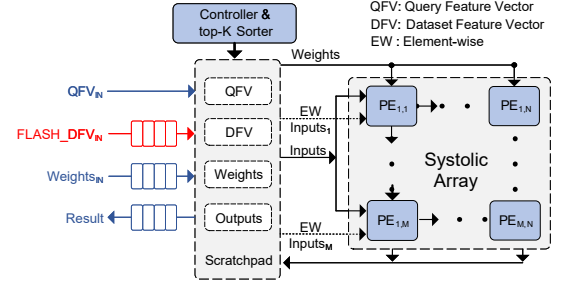 Controller &
top-K Sorter
QFV: Query Feature Vector
DFV: Dataset Feature Vector
EW : Element-wise
Weights
QFV_IN
QFV
FLASH_DFV_IN
DFV
Weights_IN
Weights
Result
Outputs
Scratchpad
EW
Inputs_1
Inputs
EW
Inputs_M
PE_1,1
PE_1,N
Systolic
Array
PE_1,M
PE_M,N